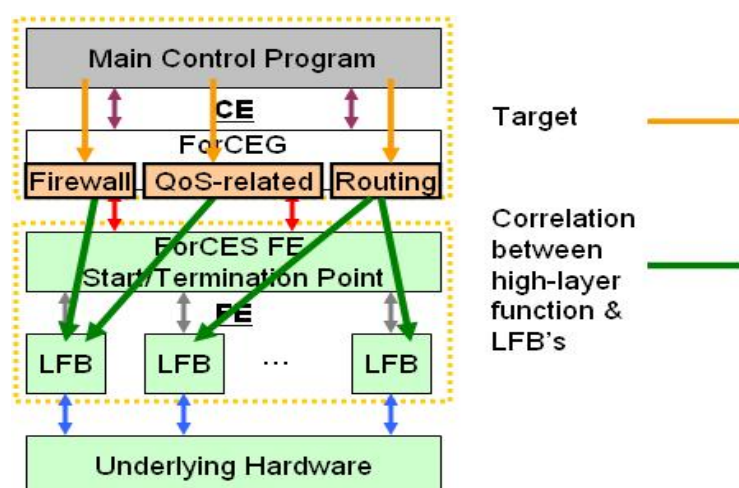 Main Control Program
CE
ForCEG
Firewall QoS-related Routing
ForCES FE
Start/Termination Point
FE
LFB LFB ... LFB
Underlying Hardware
Target
Correlation
between
high-layer
function &
LFB's